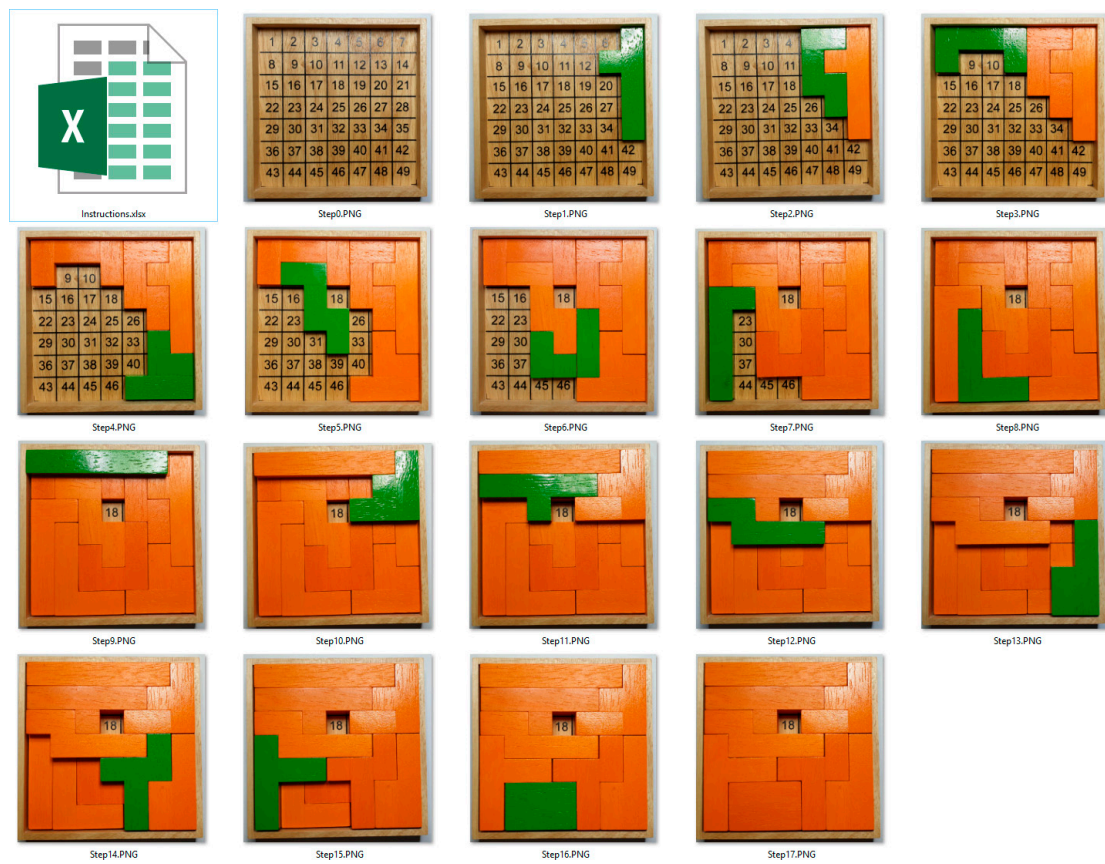 X
Instructions.xlsx
1 2 3 4 5 6 7
8 9 10 11 12 13 14
15 16 17 18 19 20 21
22 23 24 25 26 27 28
29 30 31 32 33 34 35
36 37 38 39 40 41 42
43 44 45 46 47 48 49
Step0.PNG
1 2 3 4 5 6
8 9 10 11 12
15 16 17 18 19 20
22 23 24 25 26 27
29 30 31 32 33 34
36 37 38 39 40 41 42
43 44 45 46 47 48 49
Step1.PNG
1 2 3 4
8 9 10 11
15 16 17 18
22 23 24 25 26
29 30 31 32 33 34
36 37 38 39 40 41 42
43 44 45 46 47 48 49
Step2.PNG
9 10
15 16 17 18
22 23 24 25 26
29 30 31 32 33 34
36 37 38 39 40 41 42
43 44 45 46 47 48 49
Step3.PNG
9 10
15 16 17 18
22 23 24 25 26
29 30 31 32 33
36 37 38 39 40
43 44 45 46
Step4.PNG
15 16 18
22 23 26
29 30 31 33
36 37 38 39 40
43 44 45 46
Step5.PNG
15 16 18
22 23
29 30
36 37
43 44 45 46
Step6.PNG
18
23
30
37
44 45 46
Step7.PNG
18
Step8.PNG
18
Step9.PNG
18
Step10.PNG
18
Step11.PNG
18
Step12.PNG
18
Step13.PNG
18
Step14.PNG
18
Step15.PNG
18
Step16.PNG
18
Step17.PNG